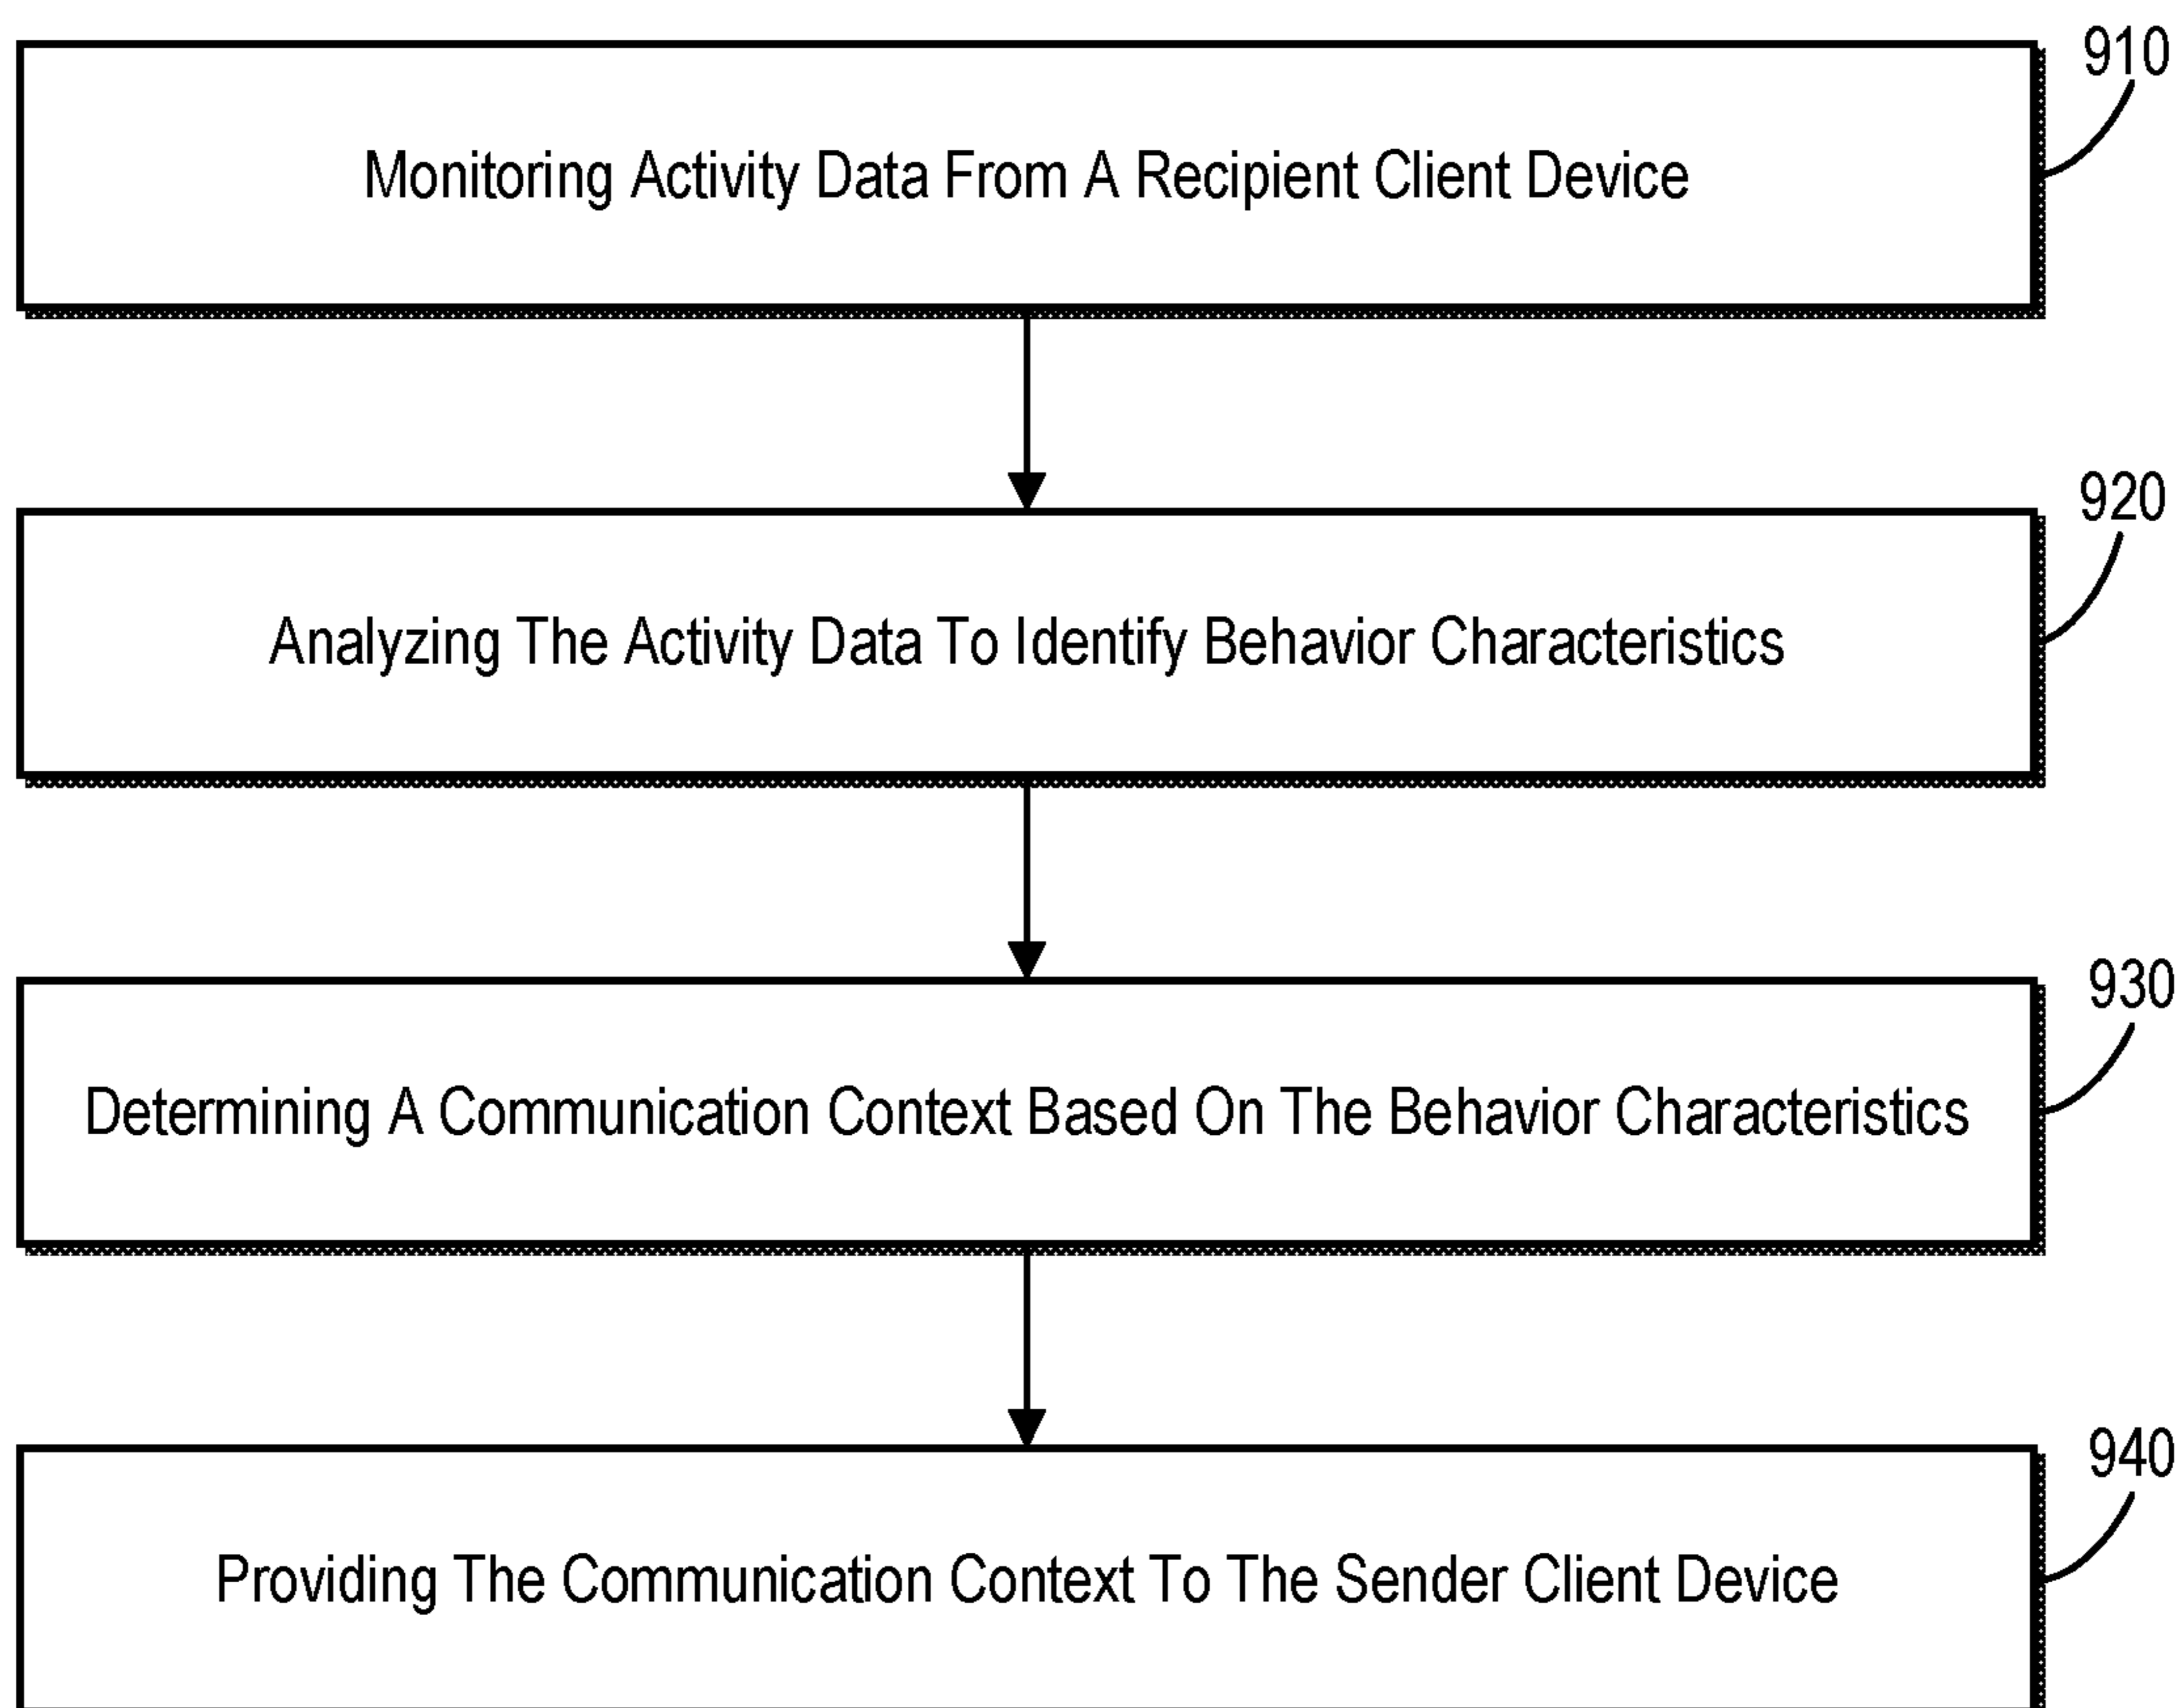 910
Monitoring Activity Data From A Recipient Client Device
920
Analyzing The Activity Data To Identify Behavior Characteristics
930
Determining A Communication Context Based On The Behavior Characteristics
940
Providing The Communication Context To The Sender Client Device